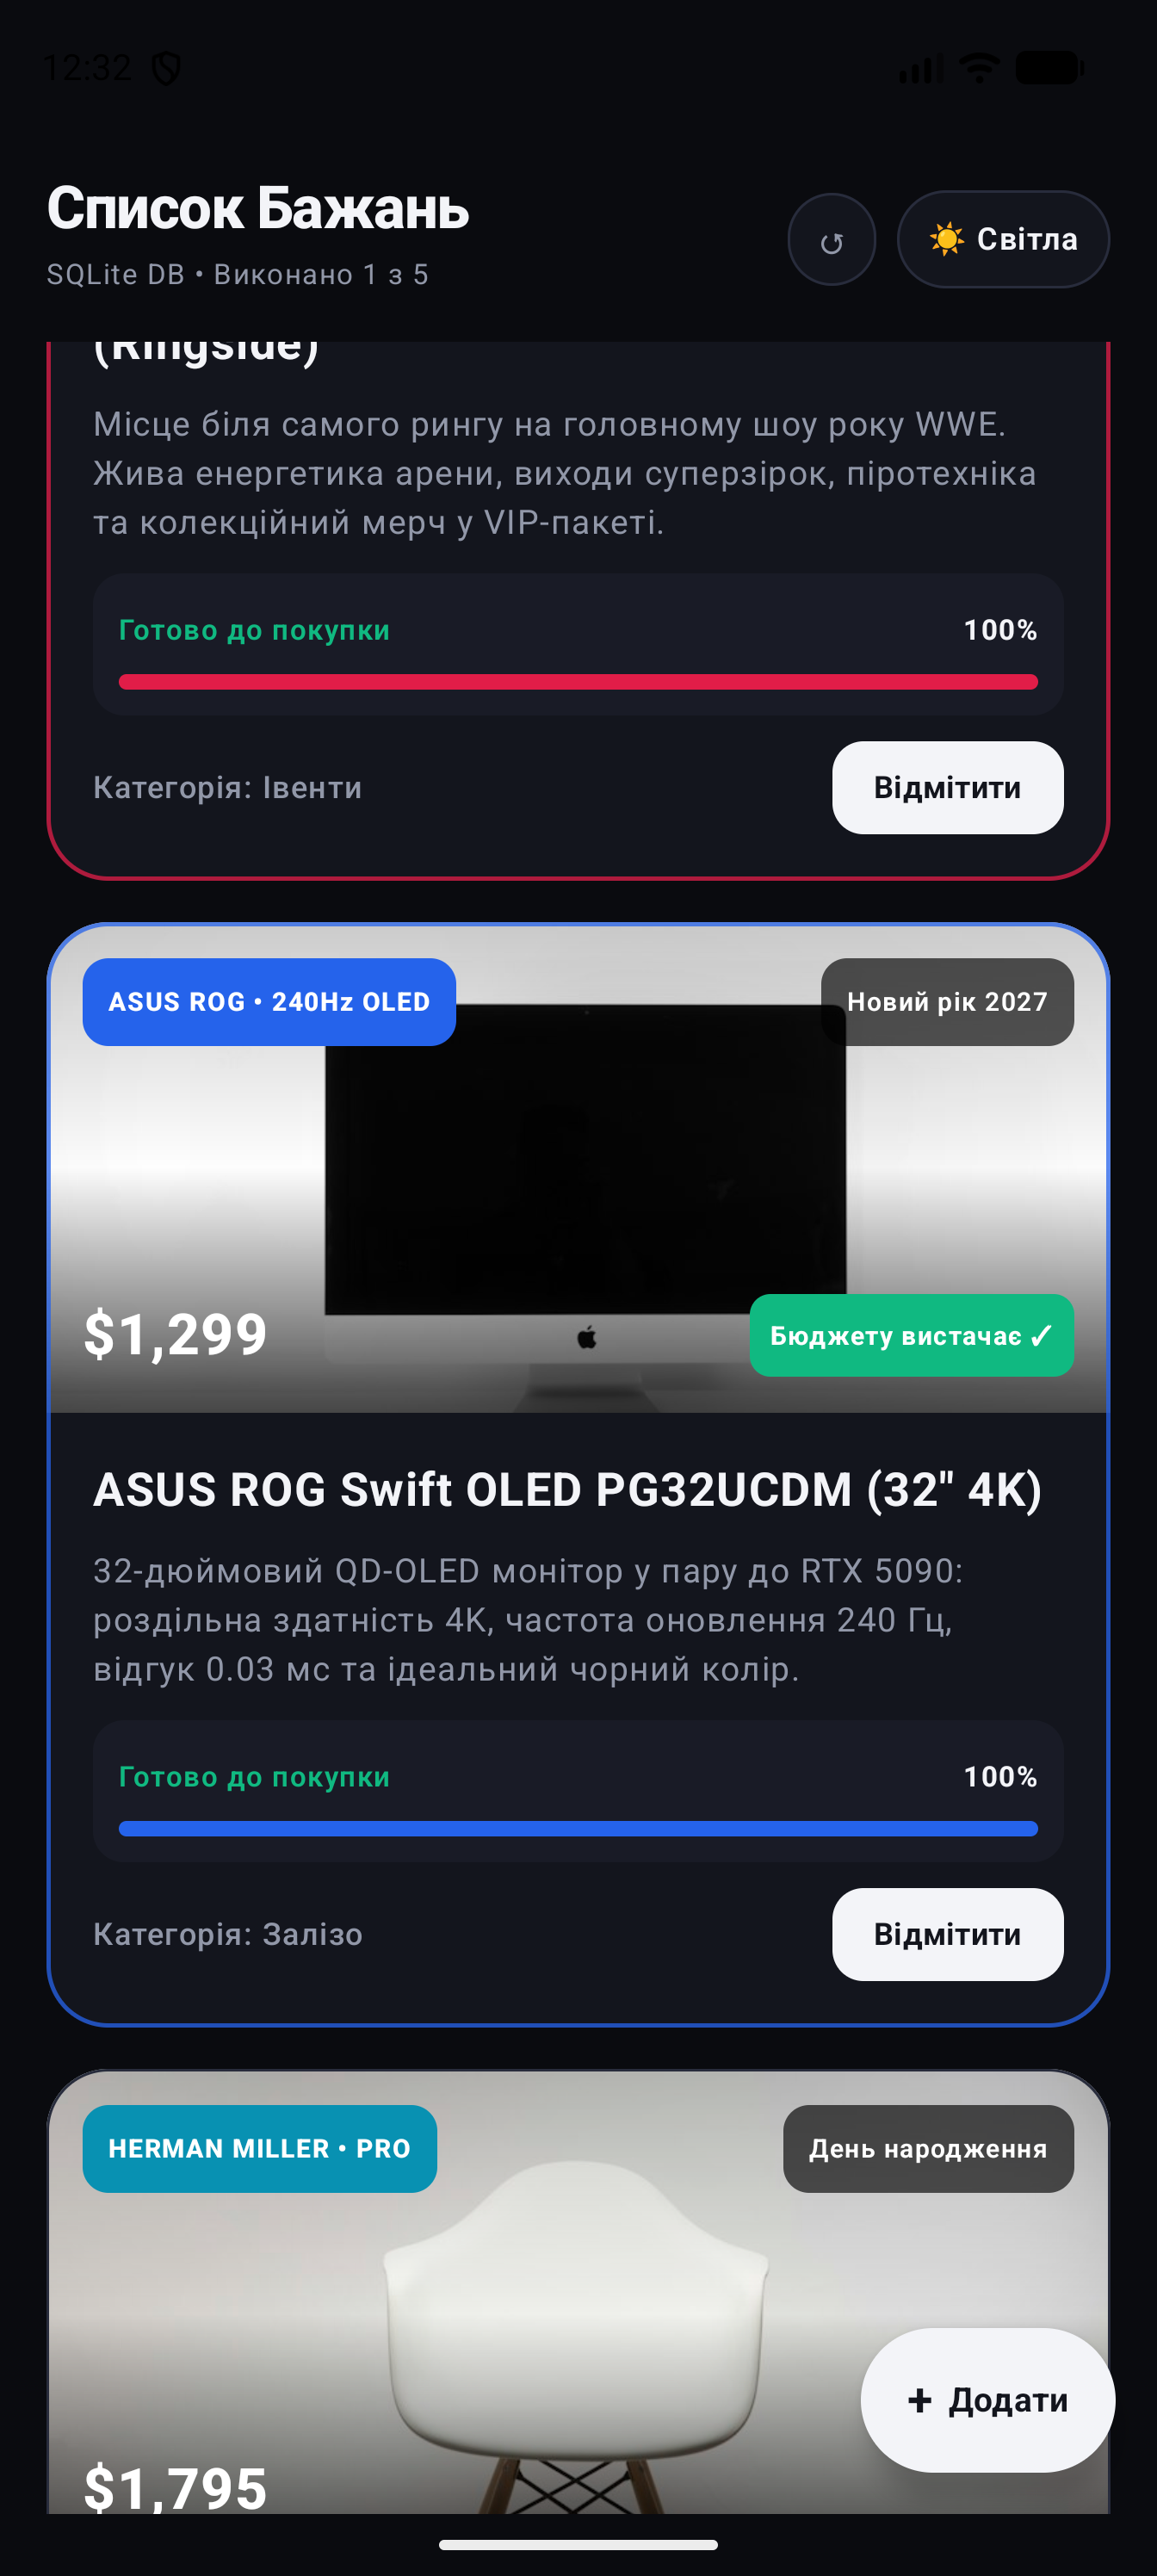 12:32
Список Бажань
SQLite DB • Виконано 1 з 5
↺
☀️ Світла
(Ringside)
Місце біля самого рингу на головному шоу року WWE.
Жива енергетика арени, виходи суперзірок, піротехніка
та колекційний мерч у VIP-пакеті.
Готово до покупки
100%
Категорія: Івенти
Відмітити
ASUS ROG • 240Hz OLED
Новий рік 2027
$1,299
Бюджету вистачає ✓
ASUS ROG Swift OLED PG32UCDM (32" 4K)
32-дюймовий QD-OLED монітор у пару до RTX 5090:
роздільна здатність 4K, частота оновлення 240 Гц,
відгук 0.03 мс та ідеальний чорний колір.
Готово до покупки
100%
Категорія: Залізо
Відмітити
HERMAN MILLER • PRO
День народження
+ Додати
$1,795